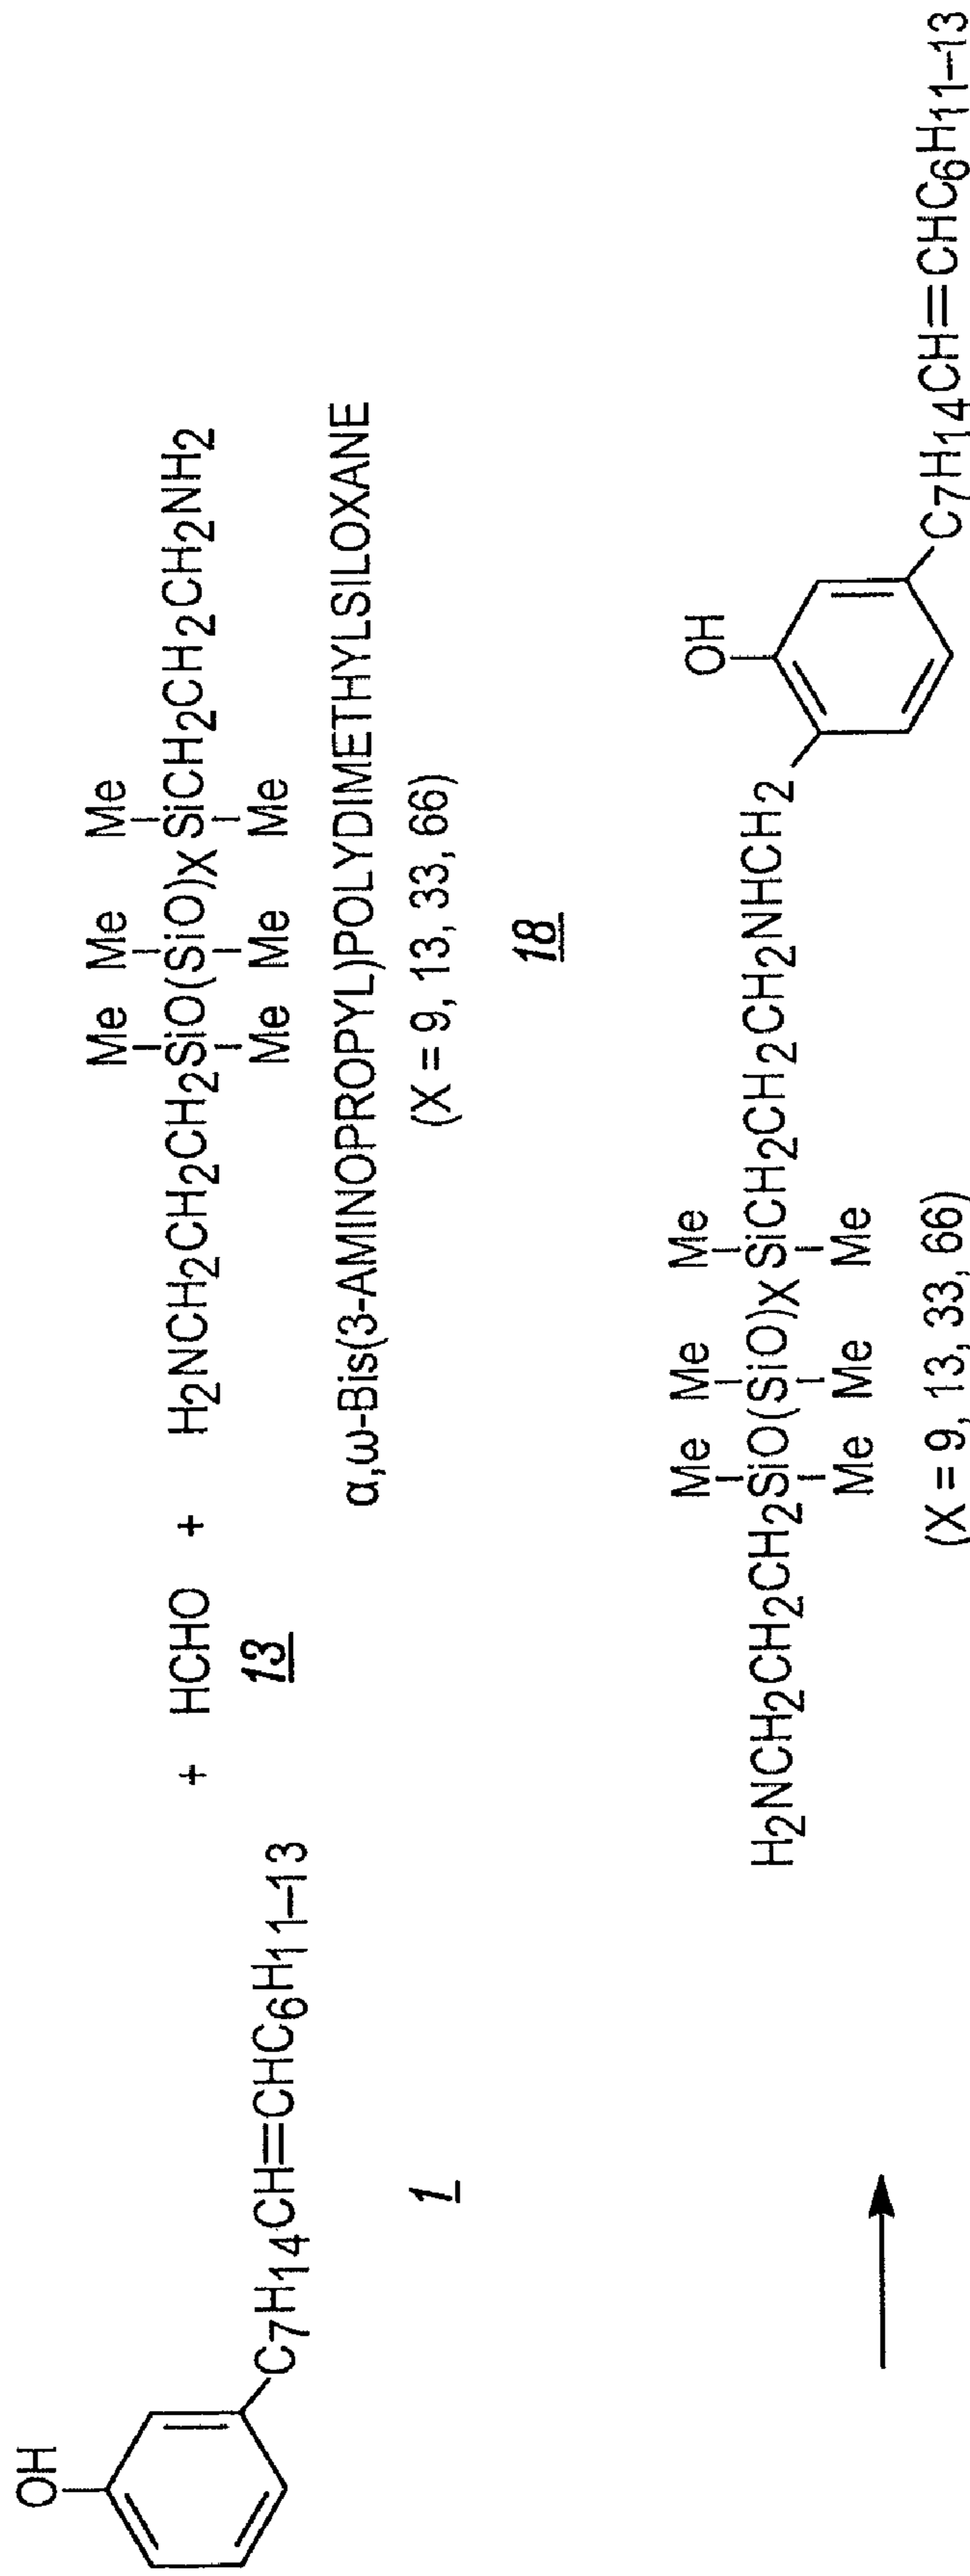 OH
C7H14CH=CHC6H11–13
1
+ HCHO +
13
Me Me Me
H2NCH2CH2CH2SiO(SiO)XSiCH2CH2CH2NH2
Me Me Me
α,ω-Bis(3-AMINOPROPYL)POLYDIMETHYLSILOXANE
(X = 9, 13, 33, 66)
18
Me Me Me
H2NCH2CH2CH2SiO(SiO)XSiCH2CH2CH2NHCH2
Me Me Me
(X = 9, 13, 33, 66)
OH
C7H14CH=CHC6H11–13